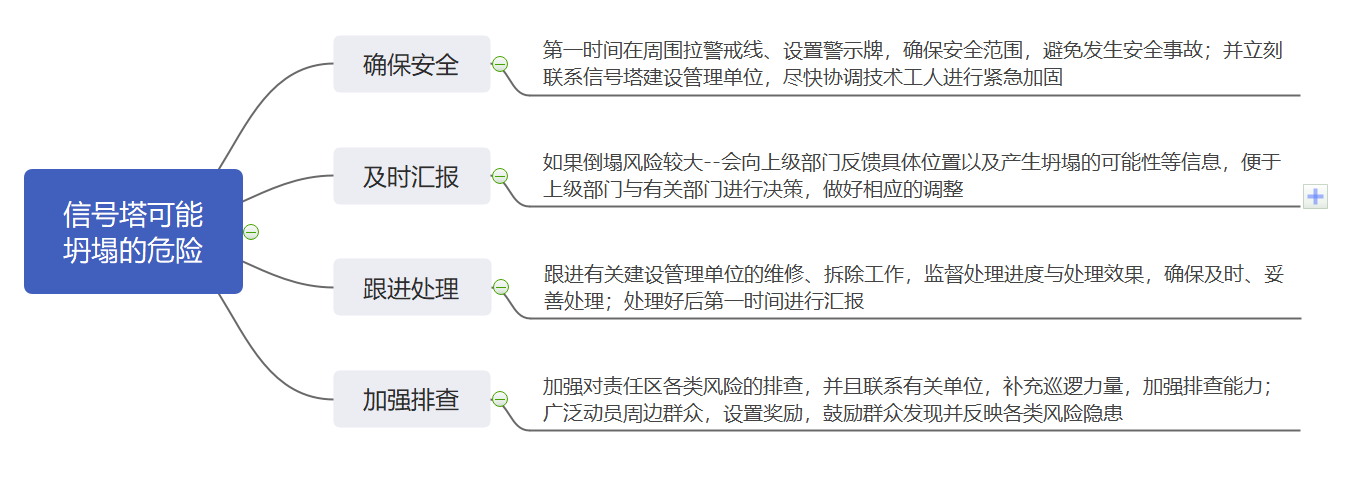 信号塔可能
坍塌的危险
确保安全
第一时间在周围拉警戒线、设置警示牌，确保安全范围，避免发生安全事故；并立刻
联系信号塔建设管理单位，尽快协调技术工人进行紧急加固
及时汇报
如果倒塌风险较大--会向上级部门反馈具体位置以及产生坍塌的可能性等信息，便于
上级部门与有关部门进行决策，做好相应的调整
跟进处理
跟进有关建设管理单位的维修、拆除工作，监督处理进度与处理效果，确保及时、妥
善处理；处理好后第一时间进行汇报
加强排查
加强对责任区各类风险的排查，并且联系有关单位，补充巡逻力量，加强排查能力；
广泛动员周边群众，设置奖励，鼓励群众发现并反映各类风险隐患